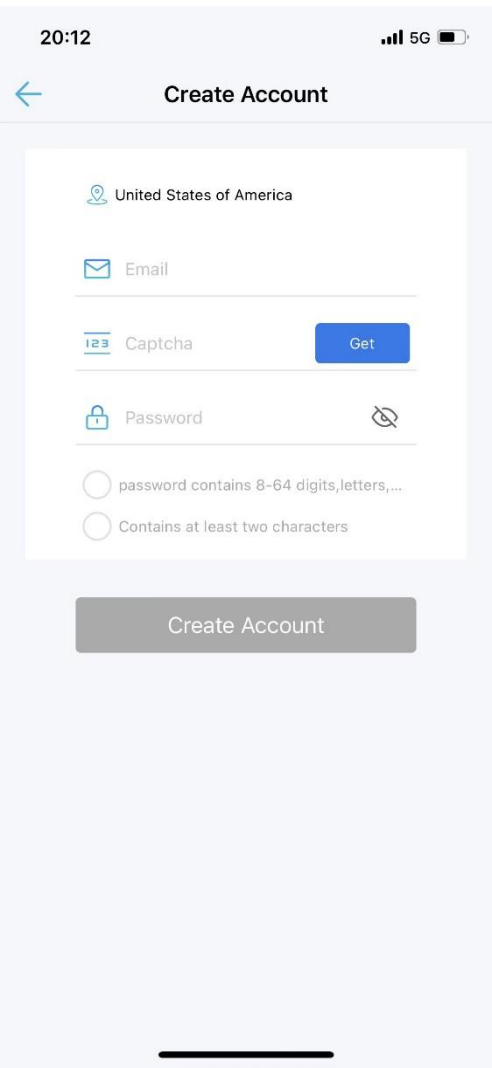 20:12 5G
Create Account
United States of America
Email
123 Captcha Get
Password
password contains 8-64 digits,letters,...
Contains at least two characters
Create Account